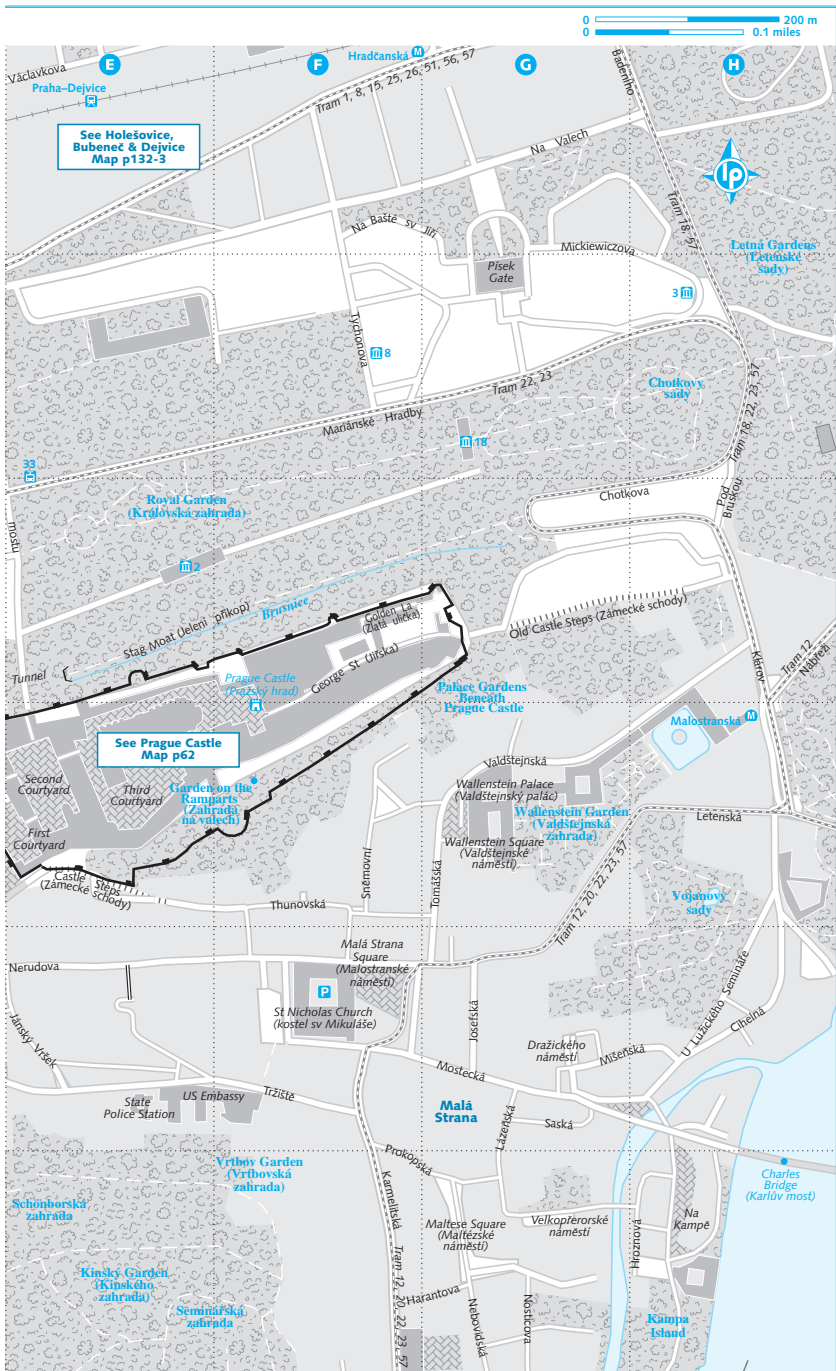 0 200 m
0 0.1 miles
E
F
Hradčanská M
G
H
Václavkova
Praha–Dejvice
Tram 1, 8, 15, 25, 26, 51, 56, 57
Badeního
See Holešovice,
Bubeneč & Dejvice
Map p132-3
Na Valech
lp
Tram 18, 57
Na Baště sv Jiří
Mickiewiczova
Letná Gardens
(Letenské
sady)
Písek
Gate
3
Tychonova
8
Tram 22, 23
Chotkovy
sady
Mariánské Hradby
18
Tram 18, 22, 23, 57
33
Royal Garden
(Královská zahrada)
Chotkova
Pod
Bruskou
mostu
2
Brusnice
Stag Moat (Jelení příkop)
Golden La
(Zlatá ulička)
Old Castle Steps (Zámecké schody)
Klárov
Tram 12
Nábřeží
Tunnel
George St (Jiřská)
Prague Castle
(Pražský hrad)
Palace Gardens
Beneath
Prague Castle
Malostranská M
See Prague Castle
Map p62
Second
Courtyard
Third
Courtyard
Garden on the
Ramparts
(Zahrada
na valech)
Valdštejnská
Wallenstein Palace
(Valdštejnský palác)
Wallenstein Garden
(Valdštejnská
zahrada)
Letenská
First
Courtyard
Wallenstein Square
(Valdštejnské
náměstí)
Castle Steps
(Zámecké schody)
Sněmovní
Tomášská
Tram 12, 20, 22, 23, 57
Thunovská
Vojanovy
sady
Malá Strana
Square
(Malostranské
náměstí)
Nerudova
P
St Nicholas Church
(kostel sv Mikuláše)
Josefská
U Lužického Semináře
Cihelná
Jánský Vršek
Dražického
náměstí
Mišeňská
Mostecká
State
Police Station
US Embassy
Tržiště
Malá
Strana
Lázeňská
Saská
Prokopská
Vrtbov Garden
(Vrtbovská
zahrada)
Charles
Bridge
(Karlův most)
Schönborská
zahrada
Karmelitská
Maltese Square
(Maltézské
náměstí)
Velkopřerorské
náměstí
Na
Kampě
Hroznová
Kinský Garden
(Kinského
zahrada)
Tram 12, 20, 22, 23, 57
Harantova
Nebovidská
Nosticova
Seminářská
zahrada
Kampa
Island